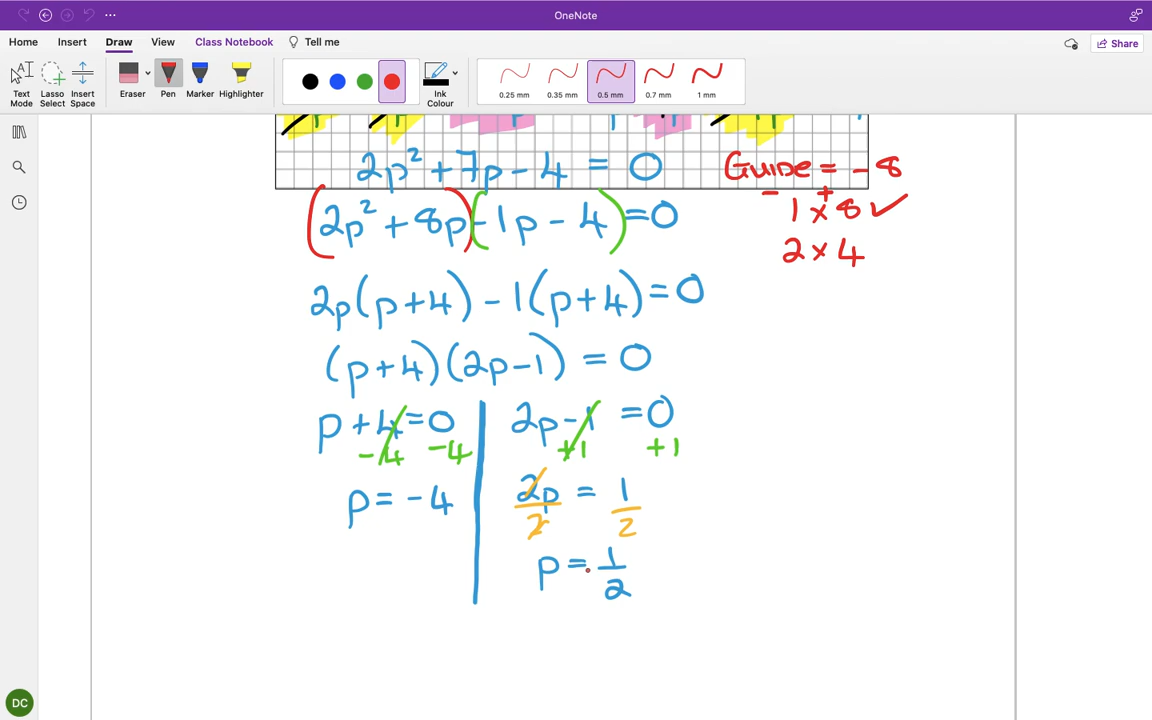 OneNote
Home Insert Draw View Class Notebook Tell me Share
Text Mode Lasso Select Insert Space Eraser Pen Marker Highlighter Ink Colour 0.25 mm 0.35 mm 0.5 mm 0.7 mm 1 mm
2p² + 7p - 4 = 0 Guide = -8
(2p² + 8p)(-1p - 4) = 0 - 1 × + 8 ✓
2 × 4
2p(p+4) - 1(p+4) = 0
(p+4)(2p-1) = 0
p + 4 = 0 2p - 1 = 0
-4 -4 +1 +1
p = -4 2p/2 = 1/2
p = 1/2
DC